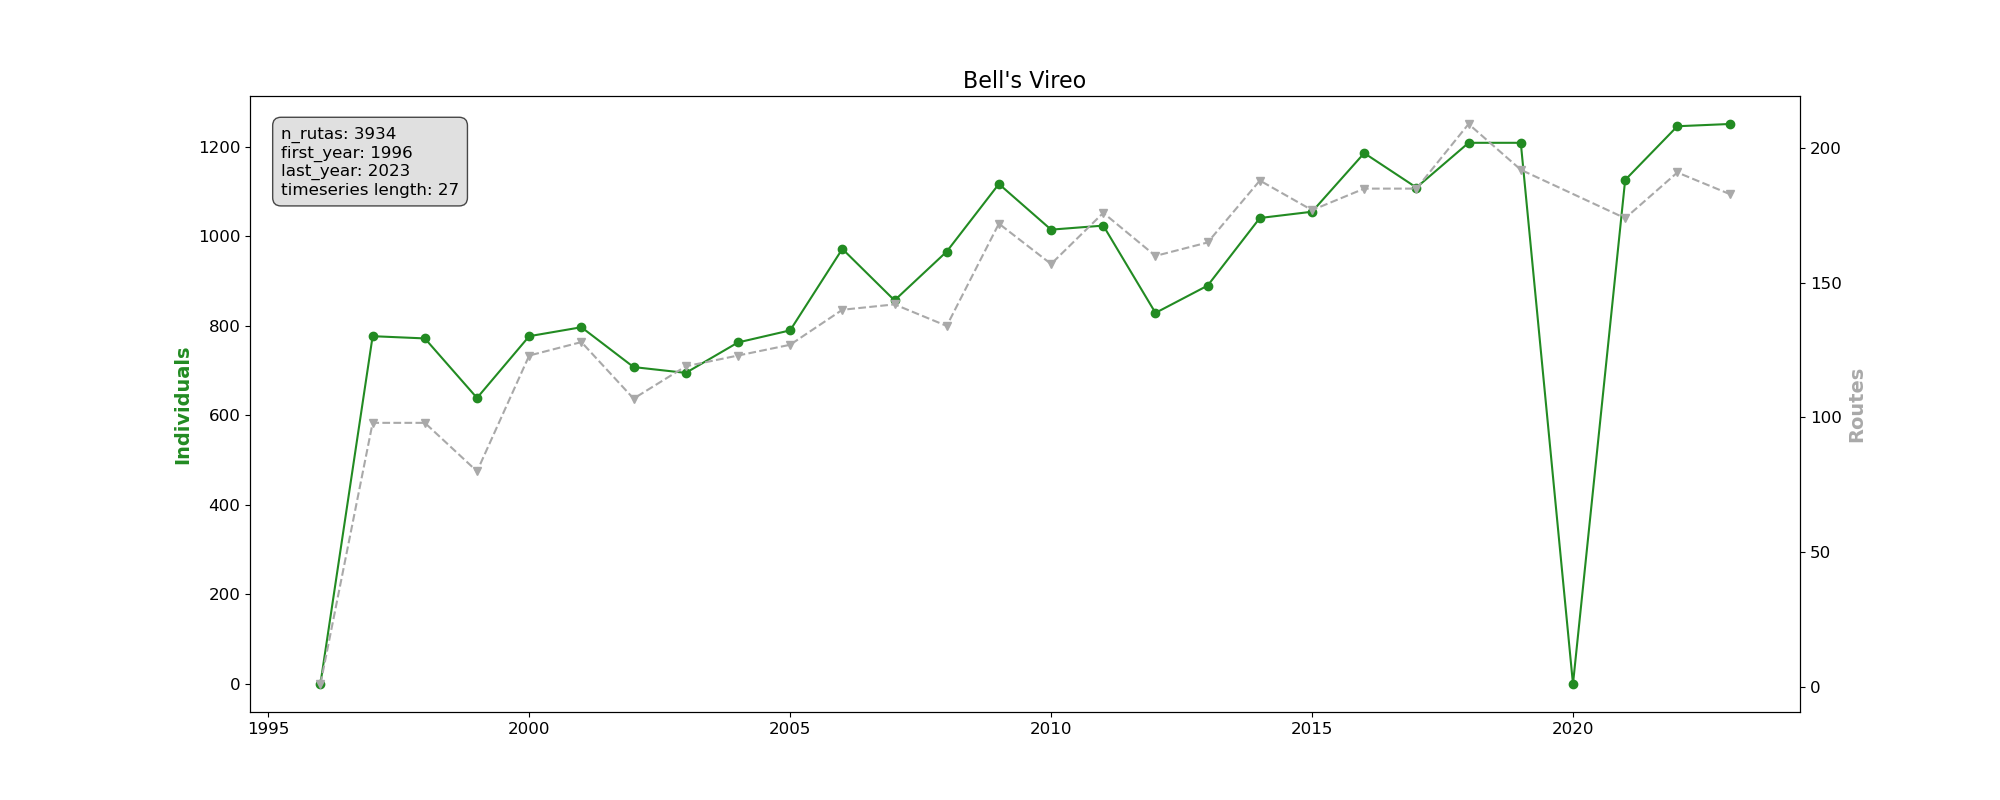 Bell's Vireo
n_rutas: 3934
first_year: 1996
last_year: 2023
timeseries length: 27
1200
1000
800
600
400
200
0
Individuals
200
150
100
50
0
Routes
1995
2000
2005
2010
2015
2020